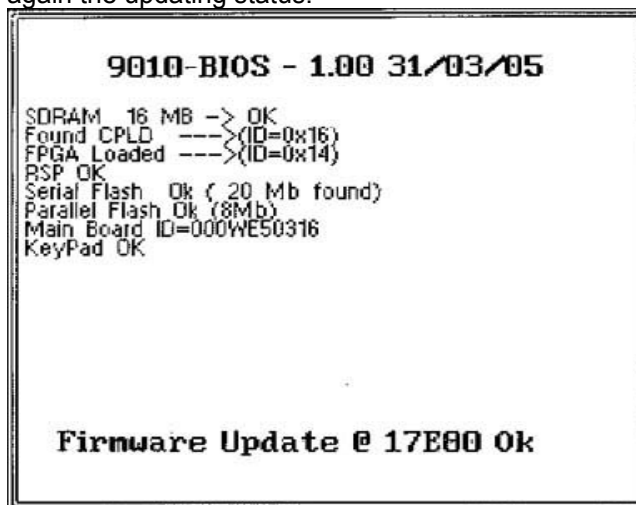 again the updating status.
9010-BIOS - 1.00 31/03/05
SDRAM 16 MB -> OK
Found CPLD --->(ID=0x16)
FPGA Loaded --->(ID=0x14)
RSP OK
Serial Flash Ok ( 20 Mb found)
Parallel Flash Ok (8Mb)
Main Board ID=000WE50316
KeyPad OK
Firmware Update @ 17E80 Ok